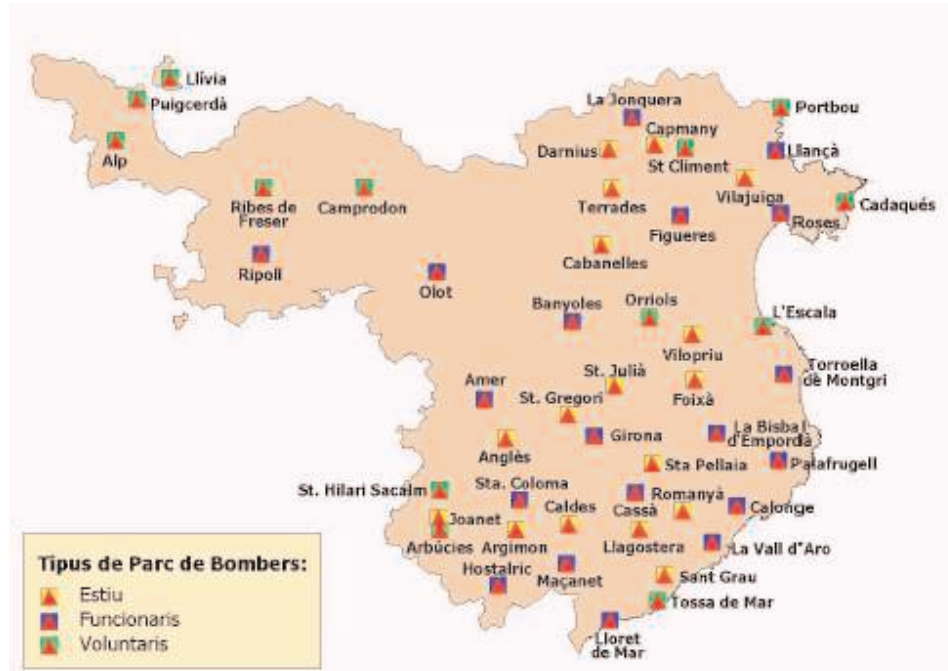 Llívia
Puigcerdà
La Jonquera
Portbou
Capmany
Alp
Darnius
Llançà
St Climent
Ribes de
Freser
Camprodon
Terrades
Vilajuiga
Cadaqués
Figueres
Roses
Ripoll
Cabanelles
Olot
Banyoles
Orriols
L'Escala
Vilopriu
Torroella
de Montgri
St. Julià
Amer
Foixà
St. Gregori
La Bisbal
d'Empordà
Girona
Anglès
Palafrugell
Sta Pellaia
St. Hilari Sacalm
Sta. Coloma
Romanyà
Caldes
Cassà
Calonge
Joanet
Arbúcies
Argimon
Llagostera
La Vall d'Aro
Hostalric
Maçanet
Sant Grau
Tossa de Mar
Lloret
de Mar
Tipus de Parc de Bombers:
Estiu
Funcionaris
Voluntaris